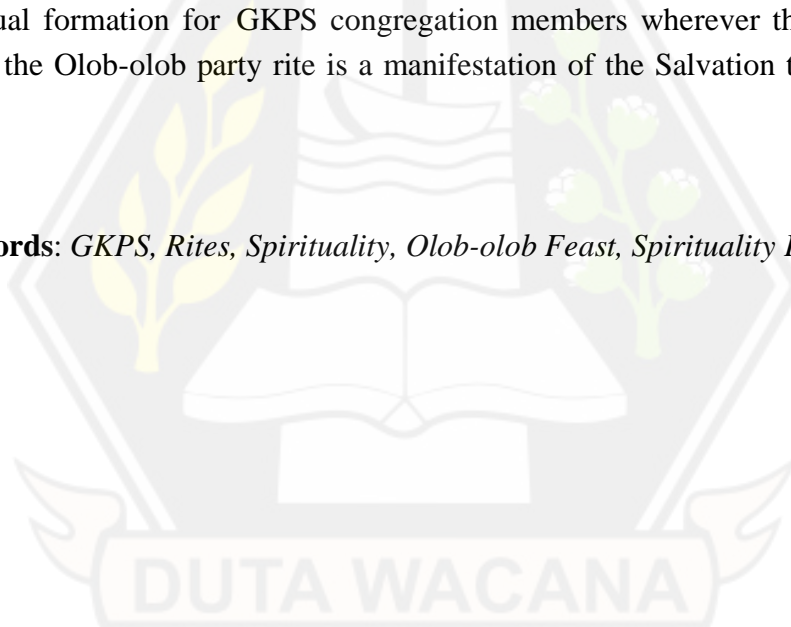 ual formation for GKPS congregation members wherever th
the Olob-olob party rite is a manifestation of the Salvation t
ords: GKPS, Rites, Spirituality, Olob-olob Feast, Spirituality
DUTA WACANA